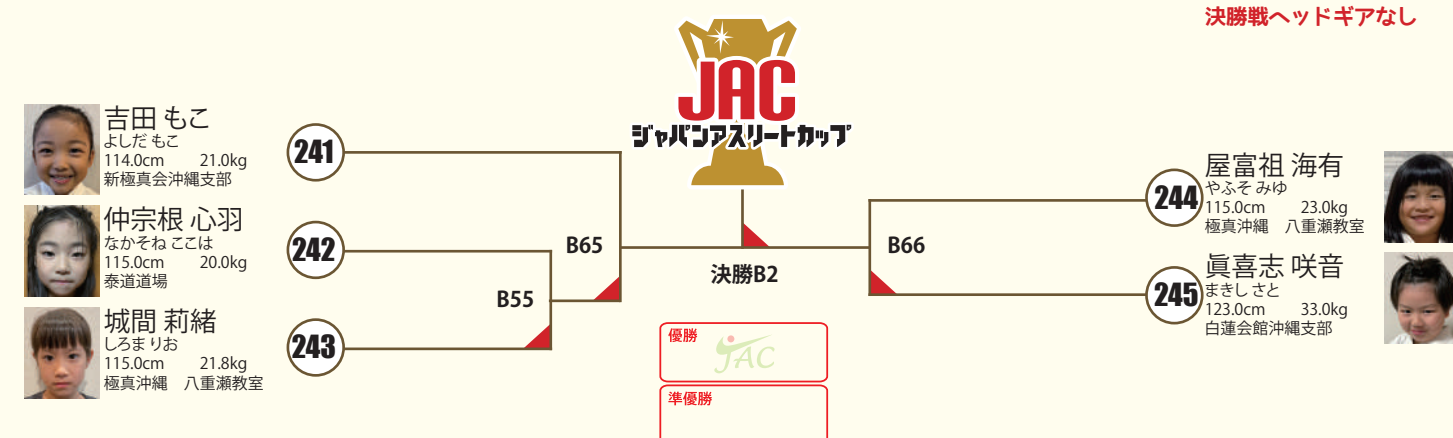 決勝戦ヘッドギアなし
JAC
ジャパンアスリートカップ
吉田 もこ
よしだ もこ
114.0cm 21.0kg
新極真会沖縄支部
241
仲宗根 心羽
なかそね ここは
115.0cm 20.0kg
泰道道場
242
城間 莉緒
しろま りお
115.0cm 21.8kg
極真沖縄 八重瀬教室
243
B55
B65
決勝B2
B66
244
屋富祖 海有
やふそ みゆ
115.0cm 23.0kg
極真沖縄 八重瀬教室
245
眞喜志 咲音
まきし さと
123.0cm 33.0kg
白蓮会館沖縄支部
優勝
JAC
準優勝